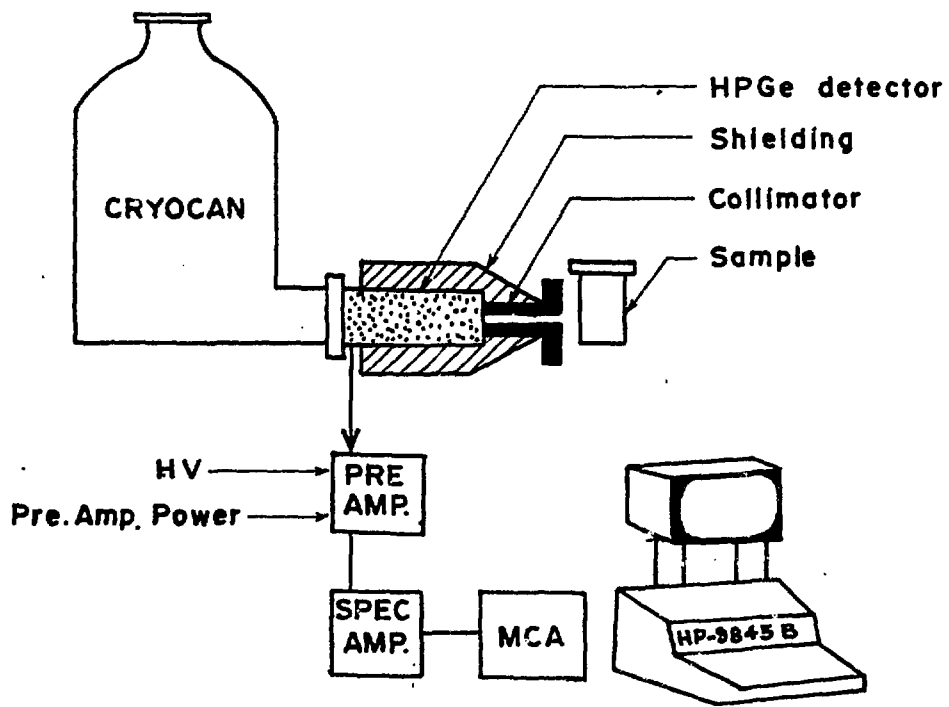 HPGe detector
Shielding
Collimator
Sample
CRYOCAN
HV
Pre.Amp. Power
PRE
AMP.
SPEC
AMP.
MCA
HP-9845 B